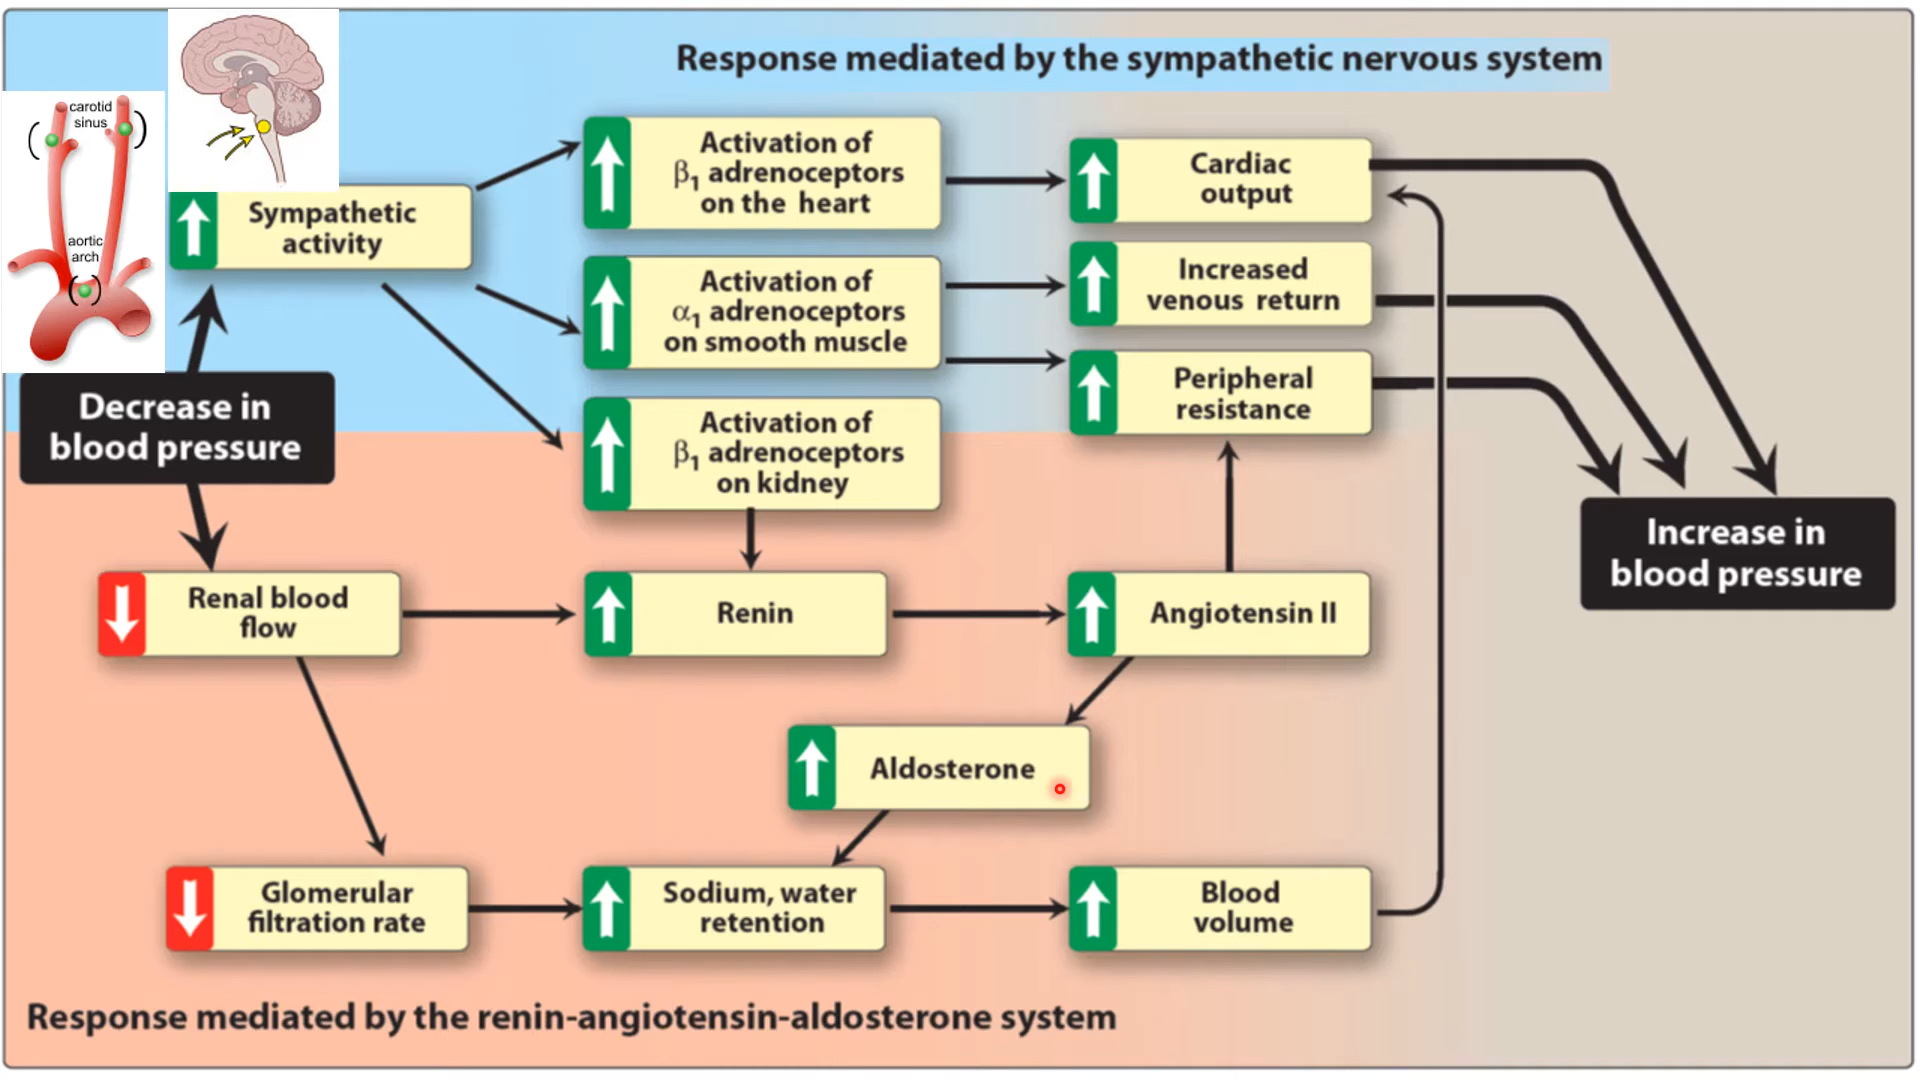 Response mediated by the sympathetic nervous system
carotid
sinus
aortic
arch
Sympathetic
activity
Activation of
β1 adrenoceptors
on the heart
Cardiac
output
Activation of
α1 adrenoceptors
on smooth muscle
Increased
venous return
Peripheral
resistance
Decrease in
blood pressure
Activation of
β1 adrenoceptors
on kidney
Increase in
blood pressure
Renal blood
flow
Renin
Angiotensin II
Aldosterone
Glomerular
filtration rate
Sodium, water
retention
Blood
volume
Response mediated by the renin-angiotensin-aldosterone system